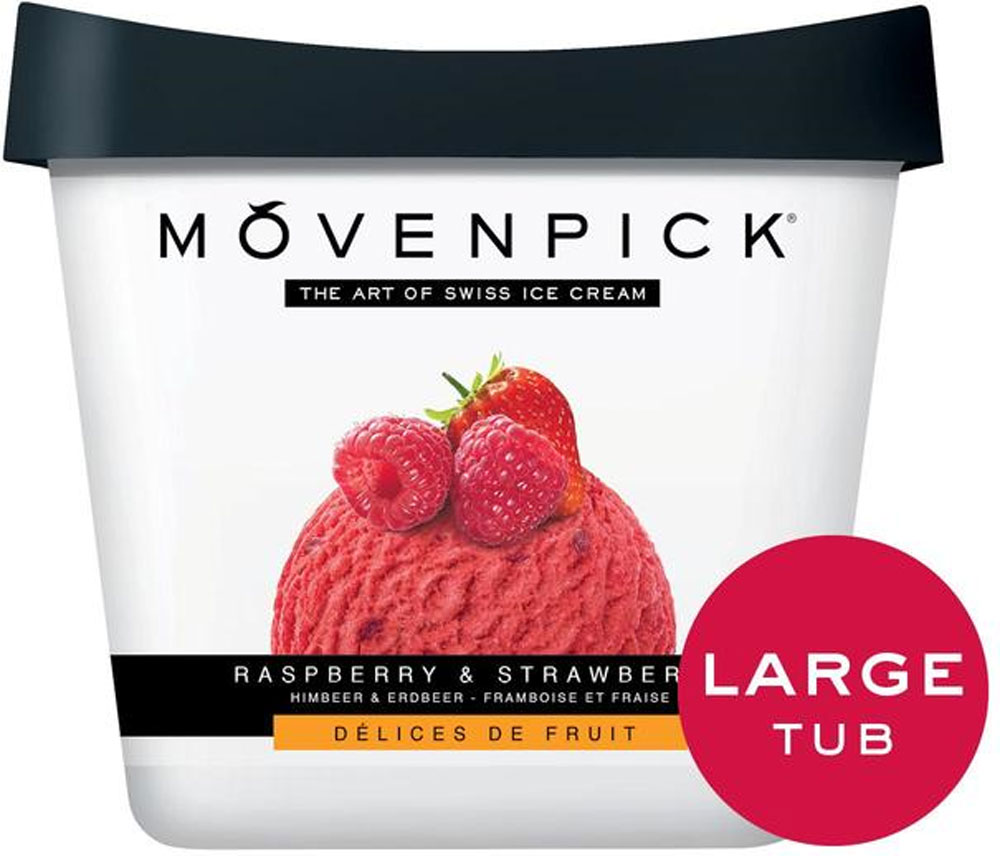 MÖVENPICK®
THE ART OF SWISS ICE CREAM
RASPBERRY & STRAWBER
HIMBEER & ERDBEER - FRAMBOISE ET FRAISE
DÉLICES DE FRUIT
LARGE
TUB